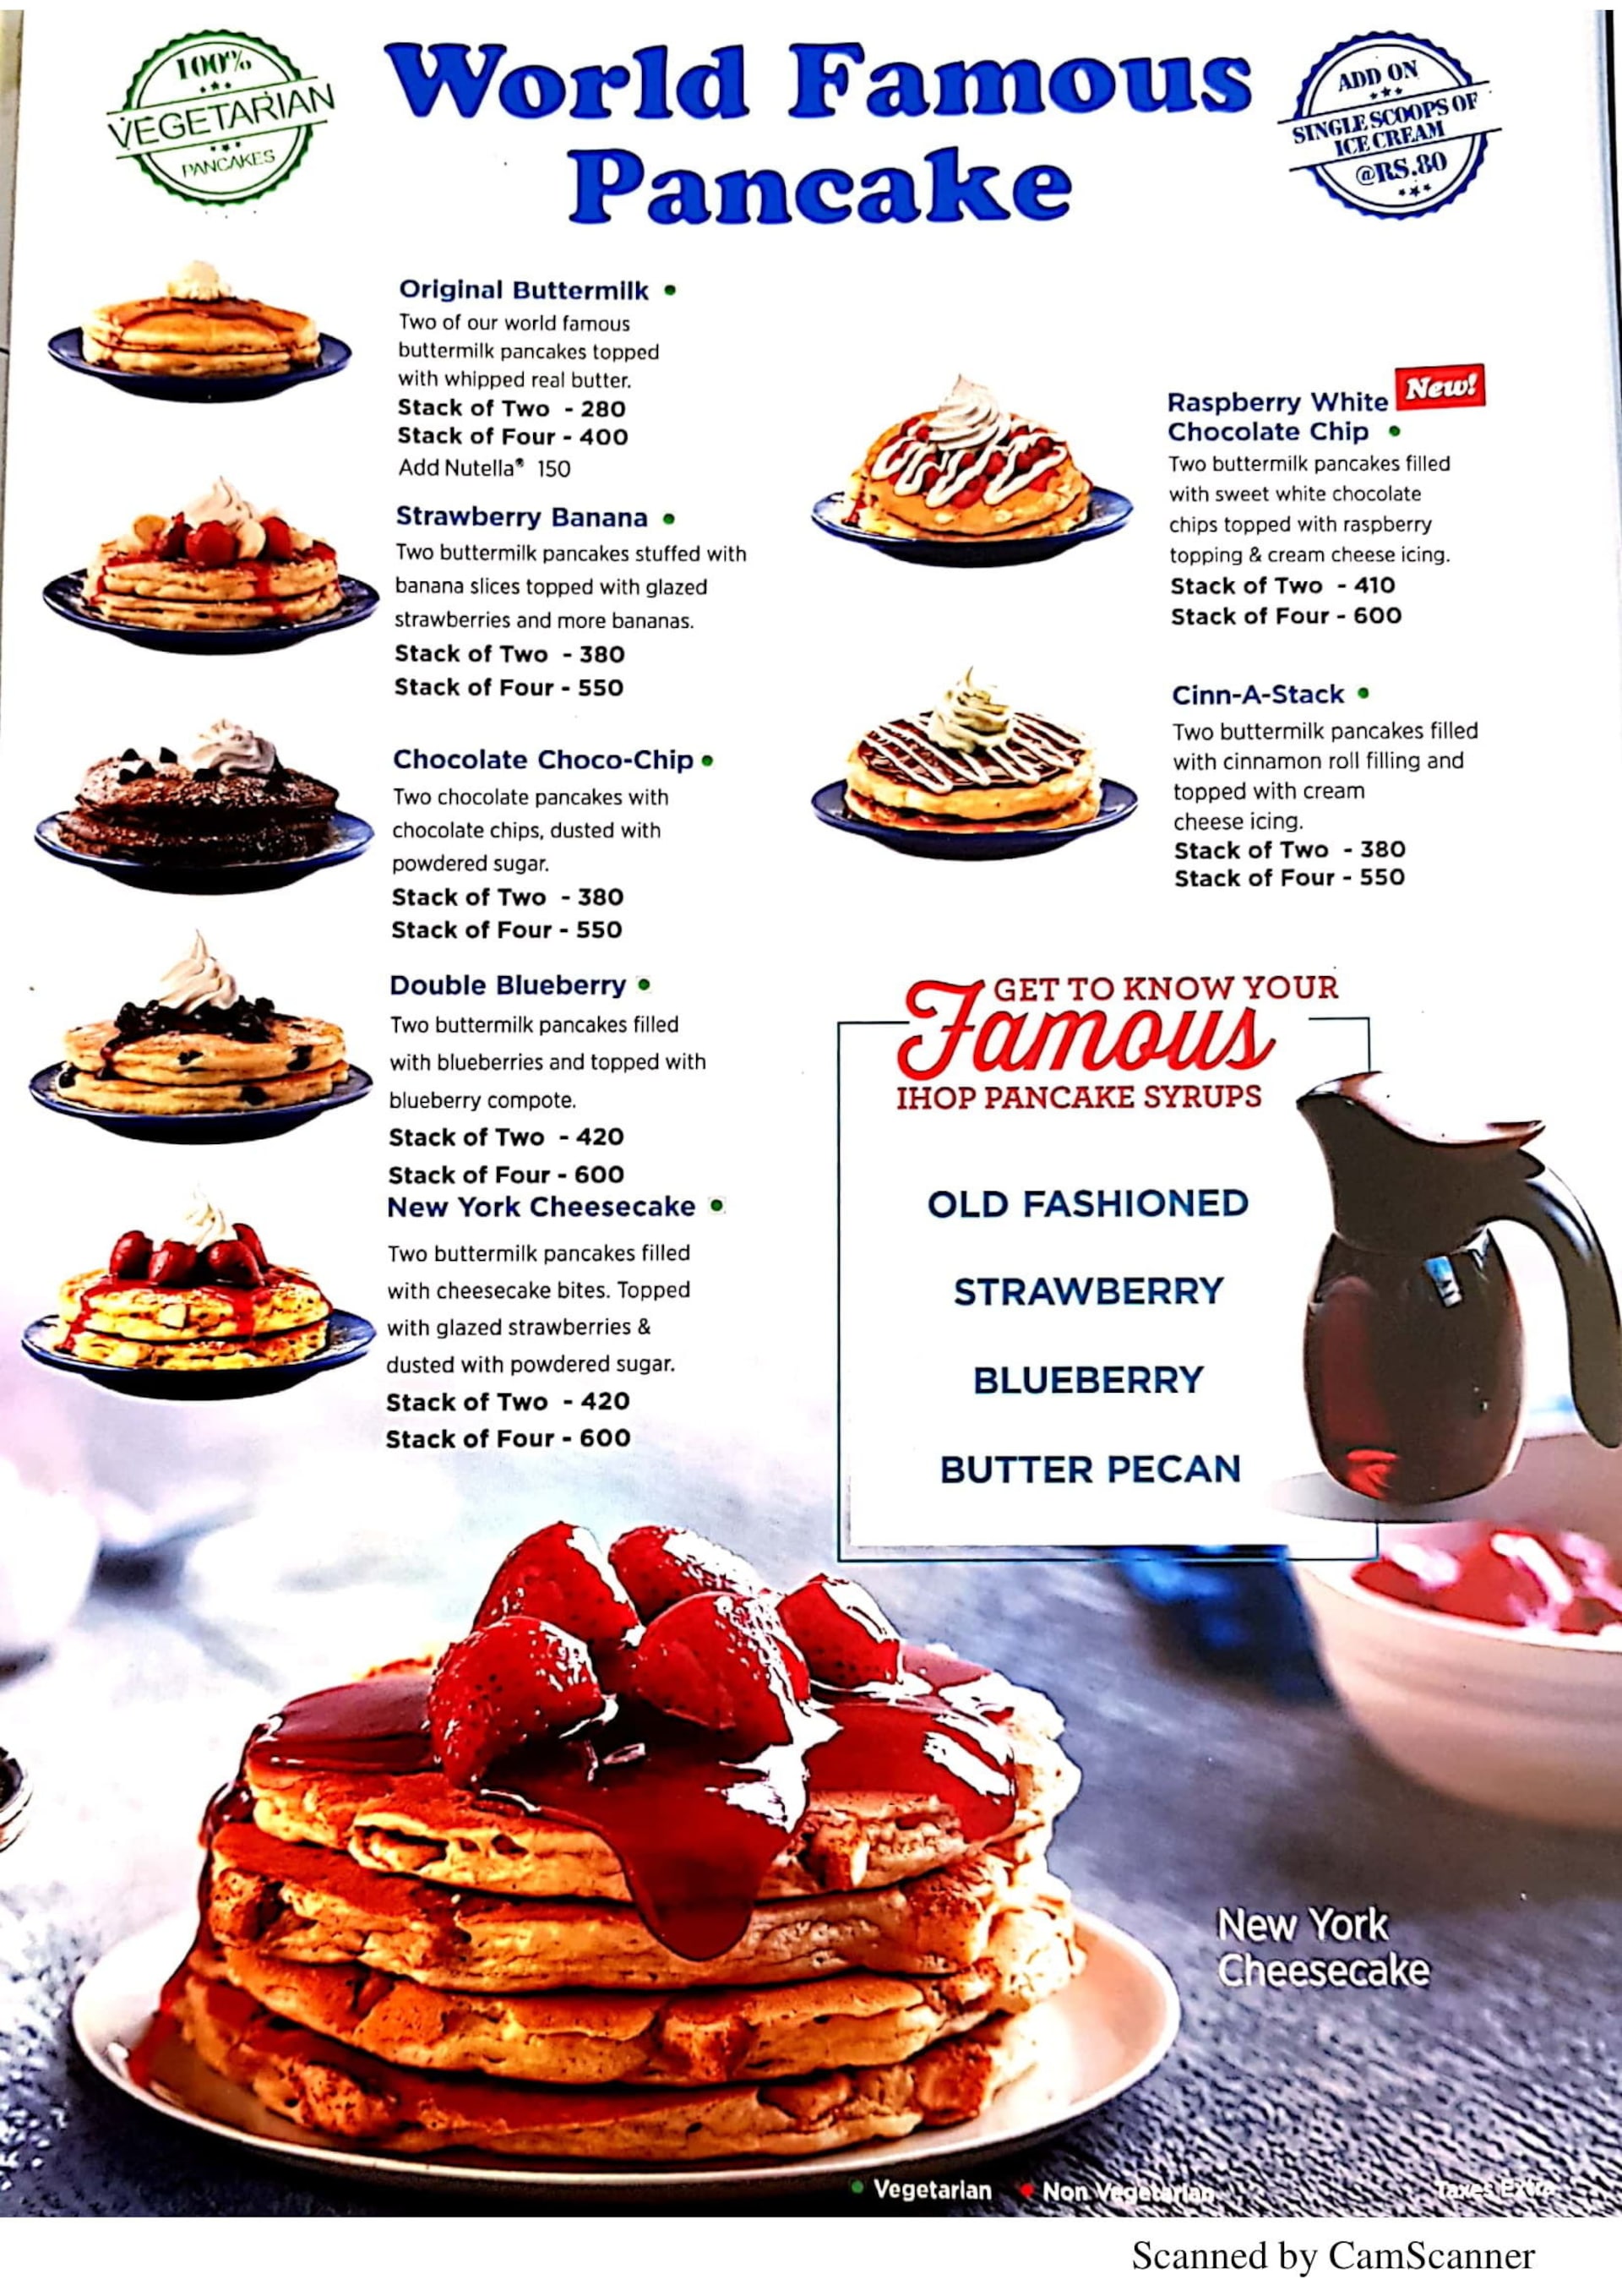 100%
VEGETARIAN
PANCAKES
World Famous
Pancake
ADD ON
SINGLE SCOOPS OF
ICE CREAM
@RS.80
Original Buttermilk
Two of our world famous
buttermilk pancakes topped
with whipped real butter.
Stack of Two - 280
Stack of Four - 400
Add Nutella® 150
Strawberry Banana
Two buttermilk pancakes stuffed with
banana slices topped with glazed
strawberries and more bananas.
Stack of Two - 380
Stack of Four - 550
Chocolate Choco-Chip
Two chocolate pancakes with
chocolate chips, dusted with
powdered sugar.
Stack of Two - 380
Stack of Four - 550
Double Blueberry
Two buttermilk pancakes filled
with blueberries and topped with
blueberry compote.
Stack of Two - 420
Stack of Four - 600
New York Cheesecake
Two buttermilk pancakes filled
with cheesecake bites. Topped
with glazed strawberries &
dusted with powdered sugar.
Stack of Two - 420
Stack of Four - 600
New!
Raspberry White
Chocolate Chip
Two buttermilk pancakes filled
with sweet white chocolate
chips topped with raspberry
topping & cream cheese icing.
Stack of Two - 410
Stack of Four - 600
Cinn-A-Stack
Two buttermilk pancakes filled
with cinnamon roll filling and
topped with cream
cheese icing.
Stack of Two - 380
Stack of Four - 550
GET TO KNOW YOUR
Famous
IHOP PANCAKE SYRUPS
OLD FASHIONED
STRAWBERRY
BLUEBERRY
BUTTER PECAN
New York
Cheesecake
Vegetarian Non Vegetarian
Taxes Extra
Scanned by CamScanner